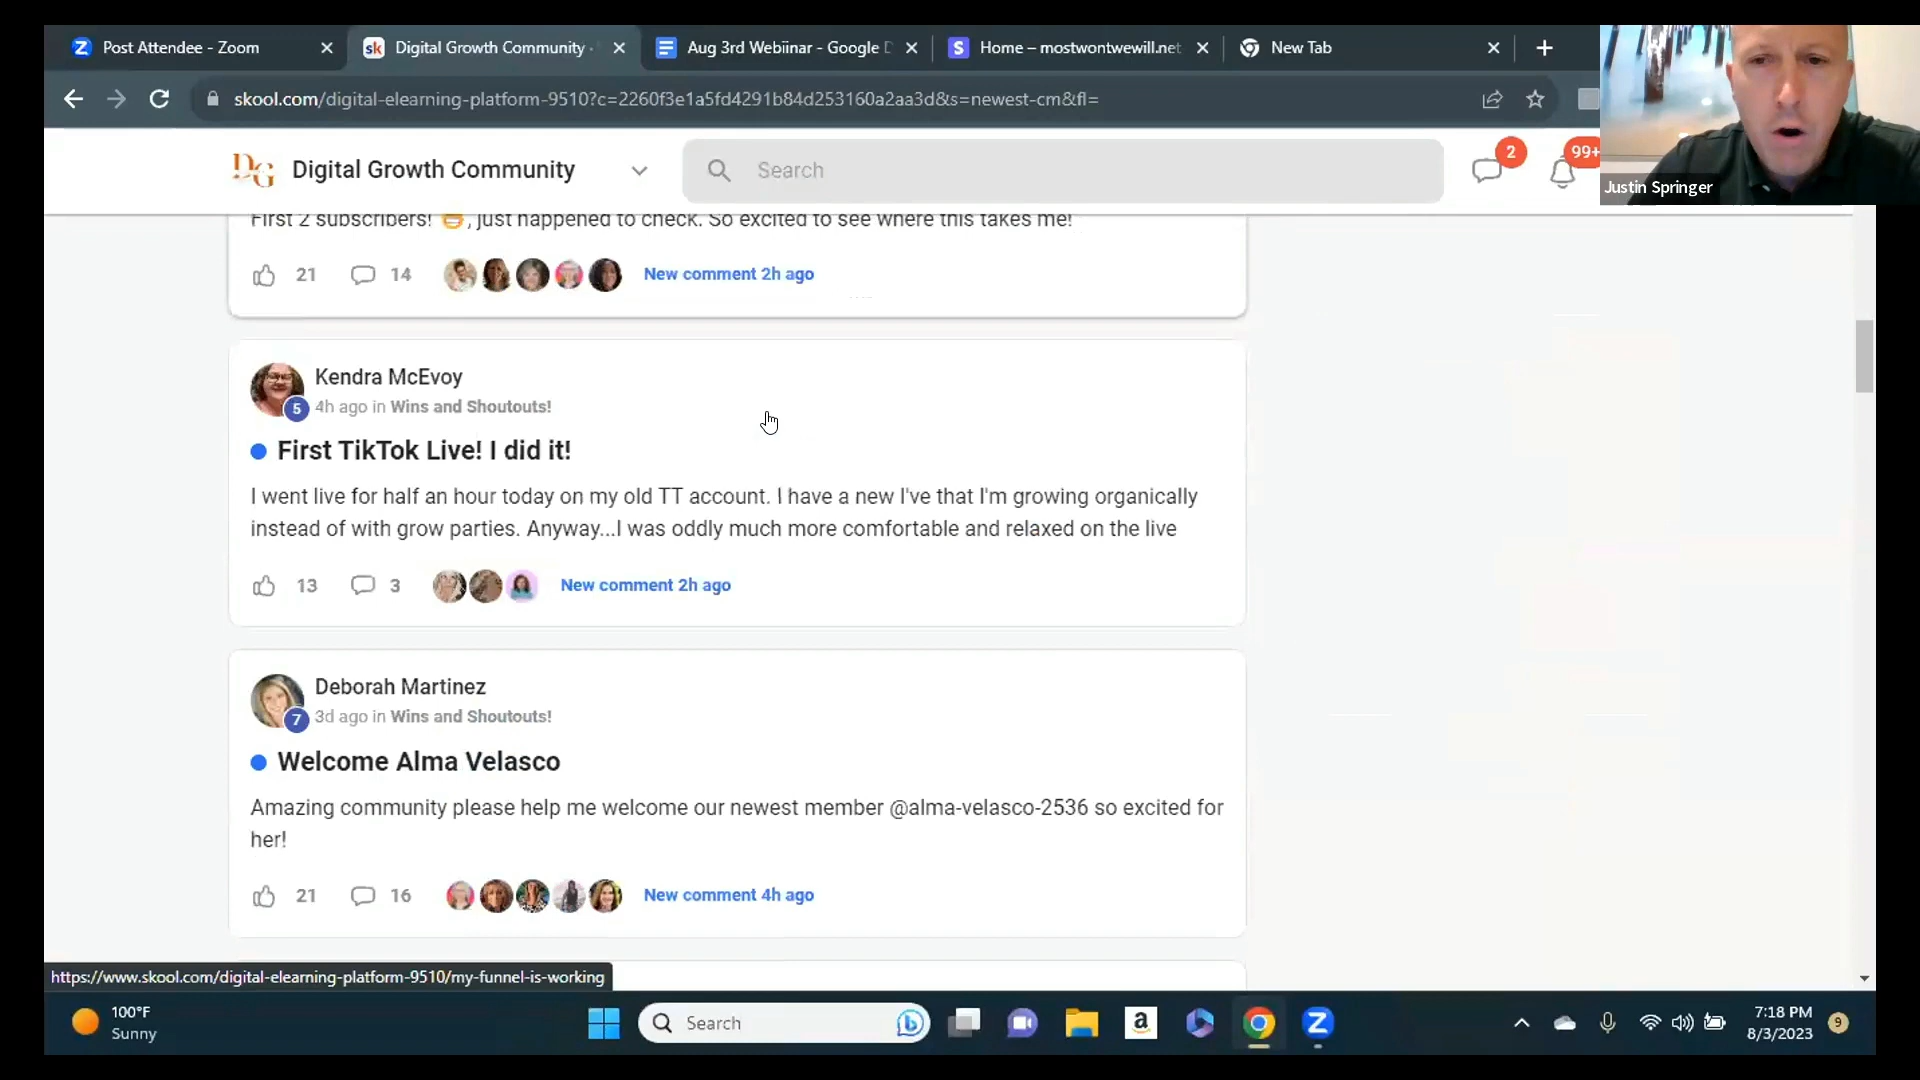 Post Attendee - Zoom
sk
Digital Growth Community ·
Aug 3rd Webiinar - Google D
S
Home – mostwontwewill.net
New Tab
skool.com/digital-elearning-platform-9510?c=2260f3e1a5fd4291b84d253160a2aa3d&s=newest-cm&fl=
DG
Digital Growth Community
Search
2
99+
Justin Springer
First 2 subscribers! 😁, just happened to check. So excited to see where this takes me!
21
14
New comment 2h ago
Kendra McEvoy
5
4h ago in Wins and Shoutouts!
First TikTok Live! I did it!
I went live for half an hour today on my old TT account. I have a new I've that I'm growing organically
instead of with grow parties. Anyway...I was oddly much more comfortable and relaxed on the live
13
3
New comment 2h ago
Deborah Martinez
7
3d ago in Wins and Shoutouts!
Welcome Alma Velasco
Amazing community please help me welcome our newest member @alma-velasco-2536 so excited for
her!
21
16
New comment 4h ago
https://www.skool.com/digital-elearning-platform-9510/my-funnel-is-working
100°F
Sunny
Search
7:18 PM
8/3/2023
9